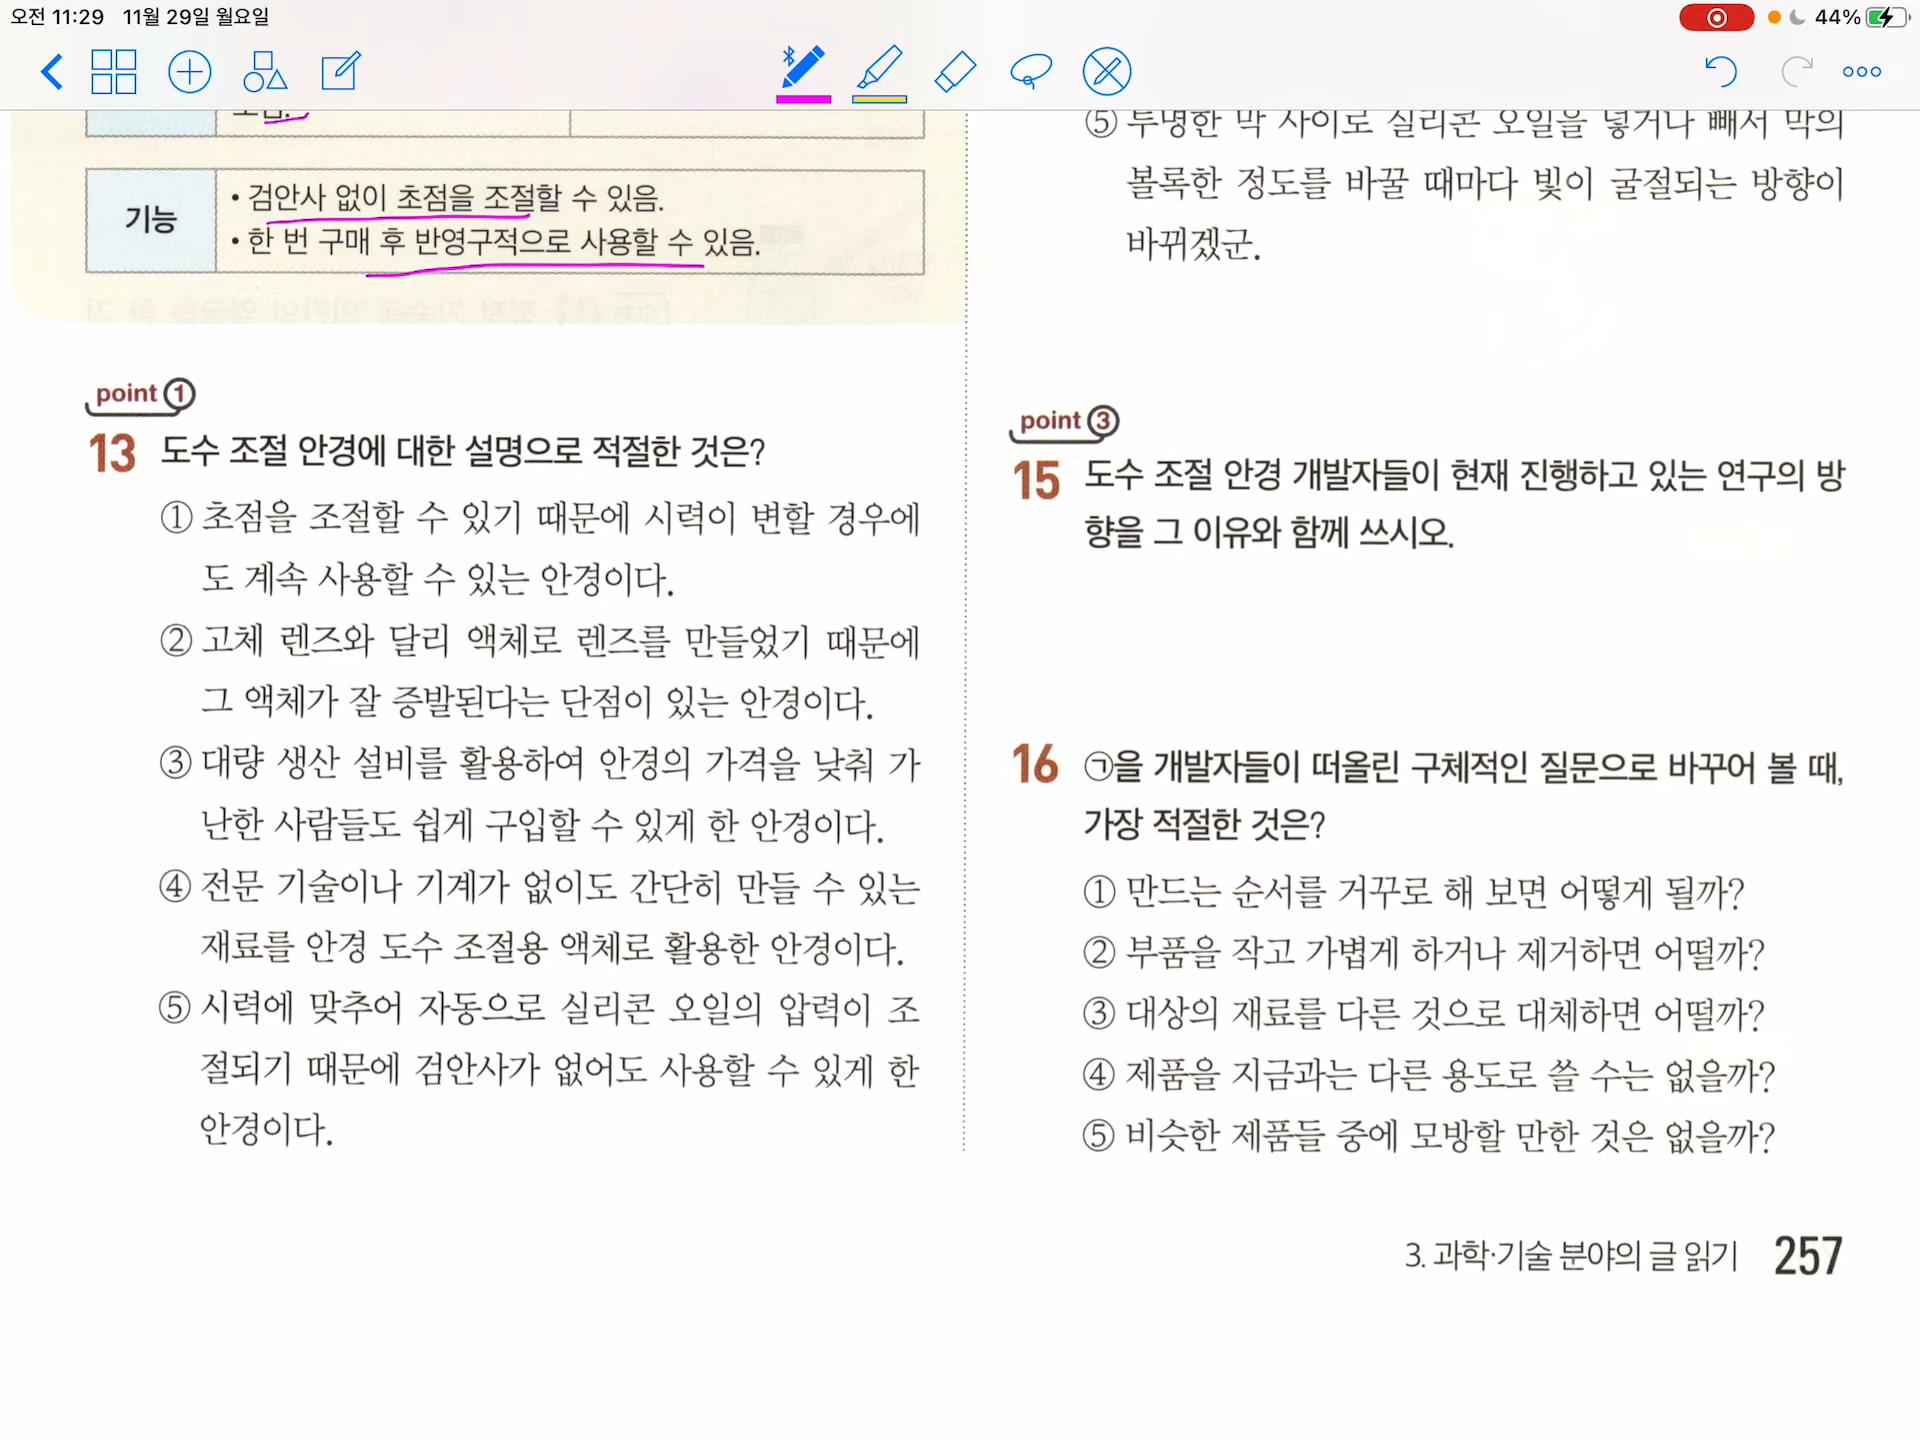 오전 11:29 11월 29일 월요일
44%
기능
• 검안사 없이 초점을 조절할 수 있음.
• 한 번 구매 후 반영구적으로 사용할 수 있음.
point 1
13 도수 조절 안경에 대한 설명으로 적절한 것은?
① 초점을 조절할 수 있기 때문에 시력이 변할 경우에
도 계속 사용할 수 있는 안경이다.
② 고체 렌즈와 달리 액체로 렌즈를 만들었기 때문에
그 액체가 잘 증발된다는 단점이 있는 안경이다.
③ 대량 생산 설비를 활용하여 안경의 가격을 낮춰 가
난한 사람들도 쉽게 구입할 수 있게 한 안경이다.
④ 전문 기술이나 기계가 없이도 간단히 만들 수 있는
재료를 안경 도수 조절용 액체로 활용한 안경이다.
⑤ 시력에 맞추어 자동으로 실리콘 오일의 압력이 조
절되기 때문에 검안사가 없어도 사용할 수 있게 한
안경이다.
⑤ 투명한 막 사이로 실리콘 오일을 넣거나 빼서 막의
볼록한 정도를 바꿀 때마다 빛이 굴절되는 방향이
바뀌겠군.
point 3
15 도수 조절 안경 개발자들이 현재 진행하고 있는 연구의 방
향을 그 이유와 함께 쓰시오.
16 ㉠을 개발자들이 떠올린 구체적인 질문으로 바꾸어 볼 때,
가장 적절한 것은?
① 만드는 순서를 거꾸로 해 보면 어떻게 될까?
② 부품을 작고 가볍게 하거나 제거하면 어떨까?
③ 대상의 재료를 다른 것으로 대체하면 어떨까?
④ 제품을 지금과는 다른 용도로 쓸 수는 없을까?
⑤ 비슷한 제품들 중에 모방할 만한 것은 없을까?
3. 과학·기술 분야의 글 읽기 257